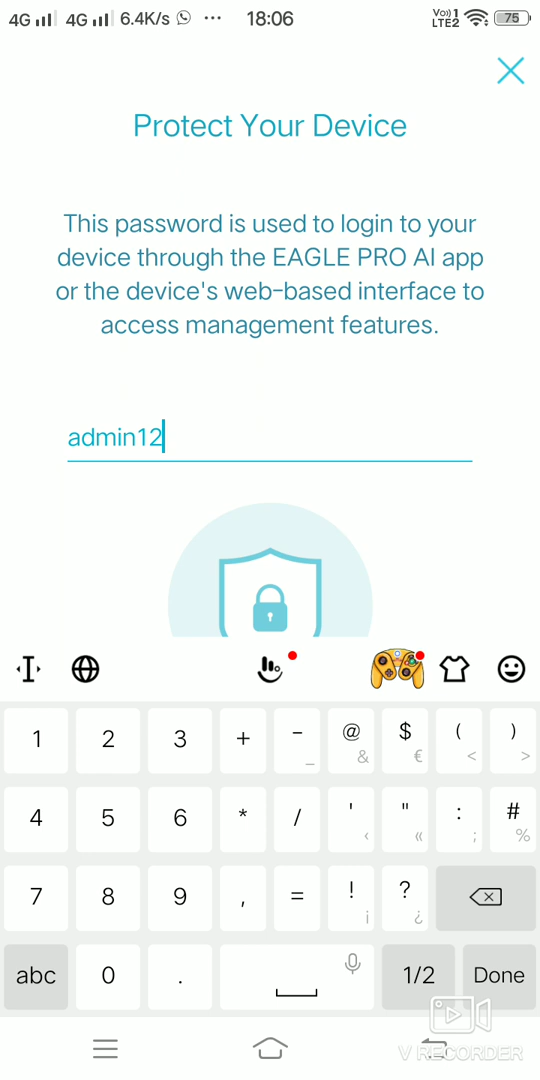 4G 4G 6.4K/s ··· 18:06 Vo)) 1 LTE2 75
Protect Your Device
This password is used to login to your
device through the EAGLE PRO AI app
or the device's web-based interface to
access management features.
admin12
1 2 3 + - _ @ & $ € ( < ) >
4 5 6 * / ' ‹ " « : ; # %
7 8 9 , = ! ¡ ? ¿
abc 0 . 1/2 Done
V RECORDER